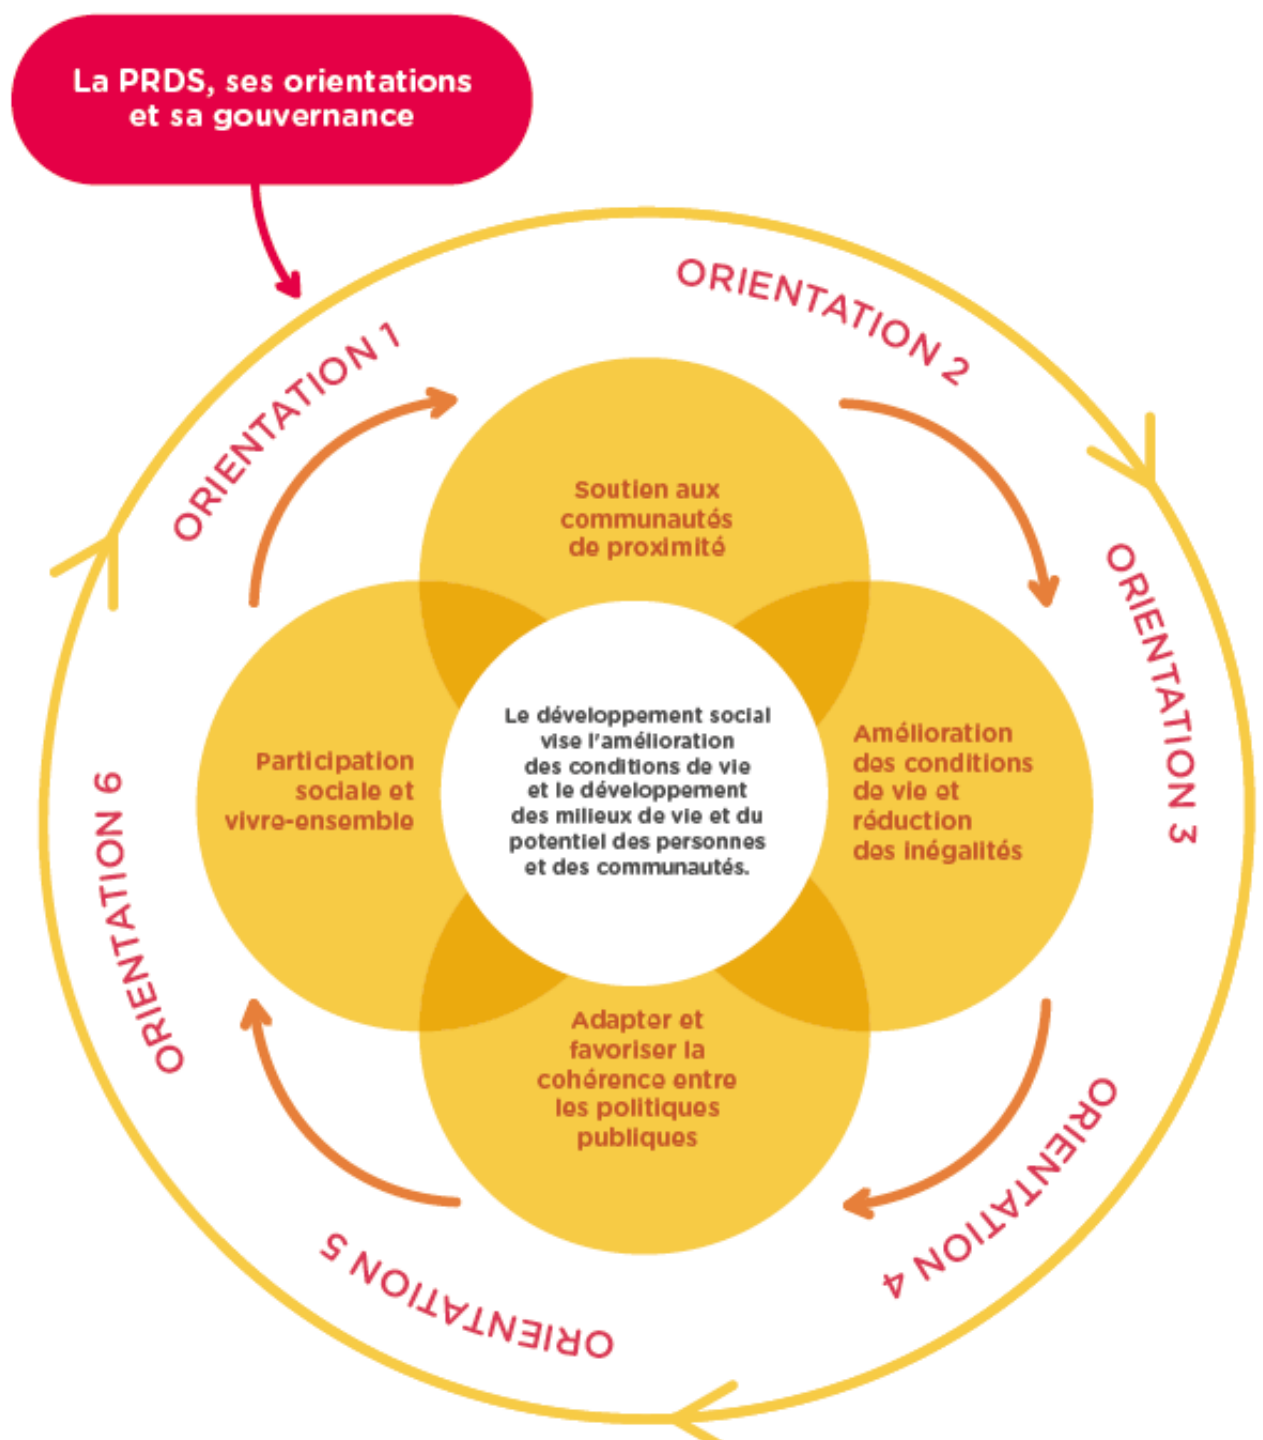 La PRDS, ses orientations
et sa gouvernance
ORIENTATION 1
ORIENTATION 2
ORIENTATION 3
ORIENTATION 4
ORIENTATION 5
ORIENTATION 6
Soutien aux
communautés
de proximité
Amélioration
des conditions
de vie et
réduction
des inégalités
Adapter et
favoriser la
cohérence entre
les politiques
publiques
Participation
sociale et
vivre-ensemble
Le développement social
vise l'amélioration
des conditions de vie
et le développement
des milieux de vie et du
potentiel des personnes
et des communautés.